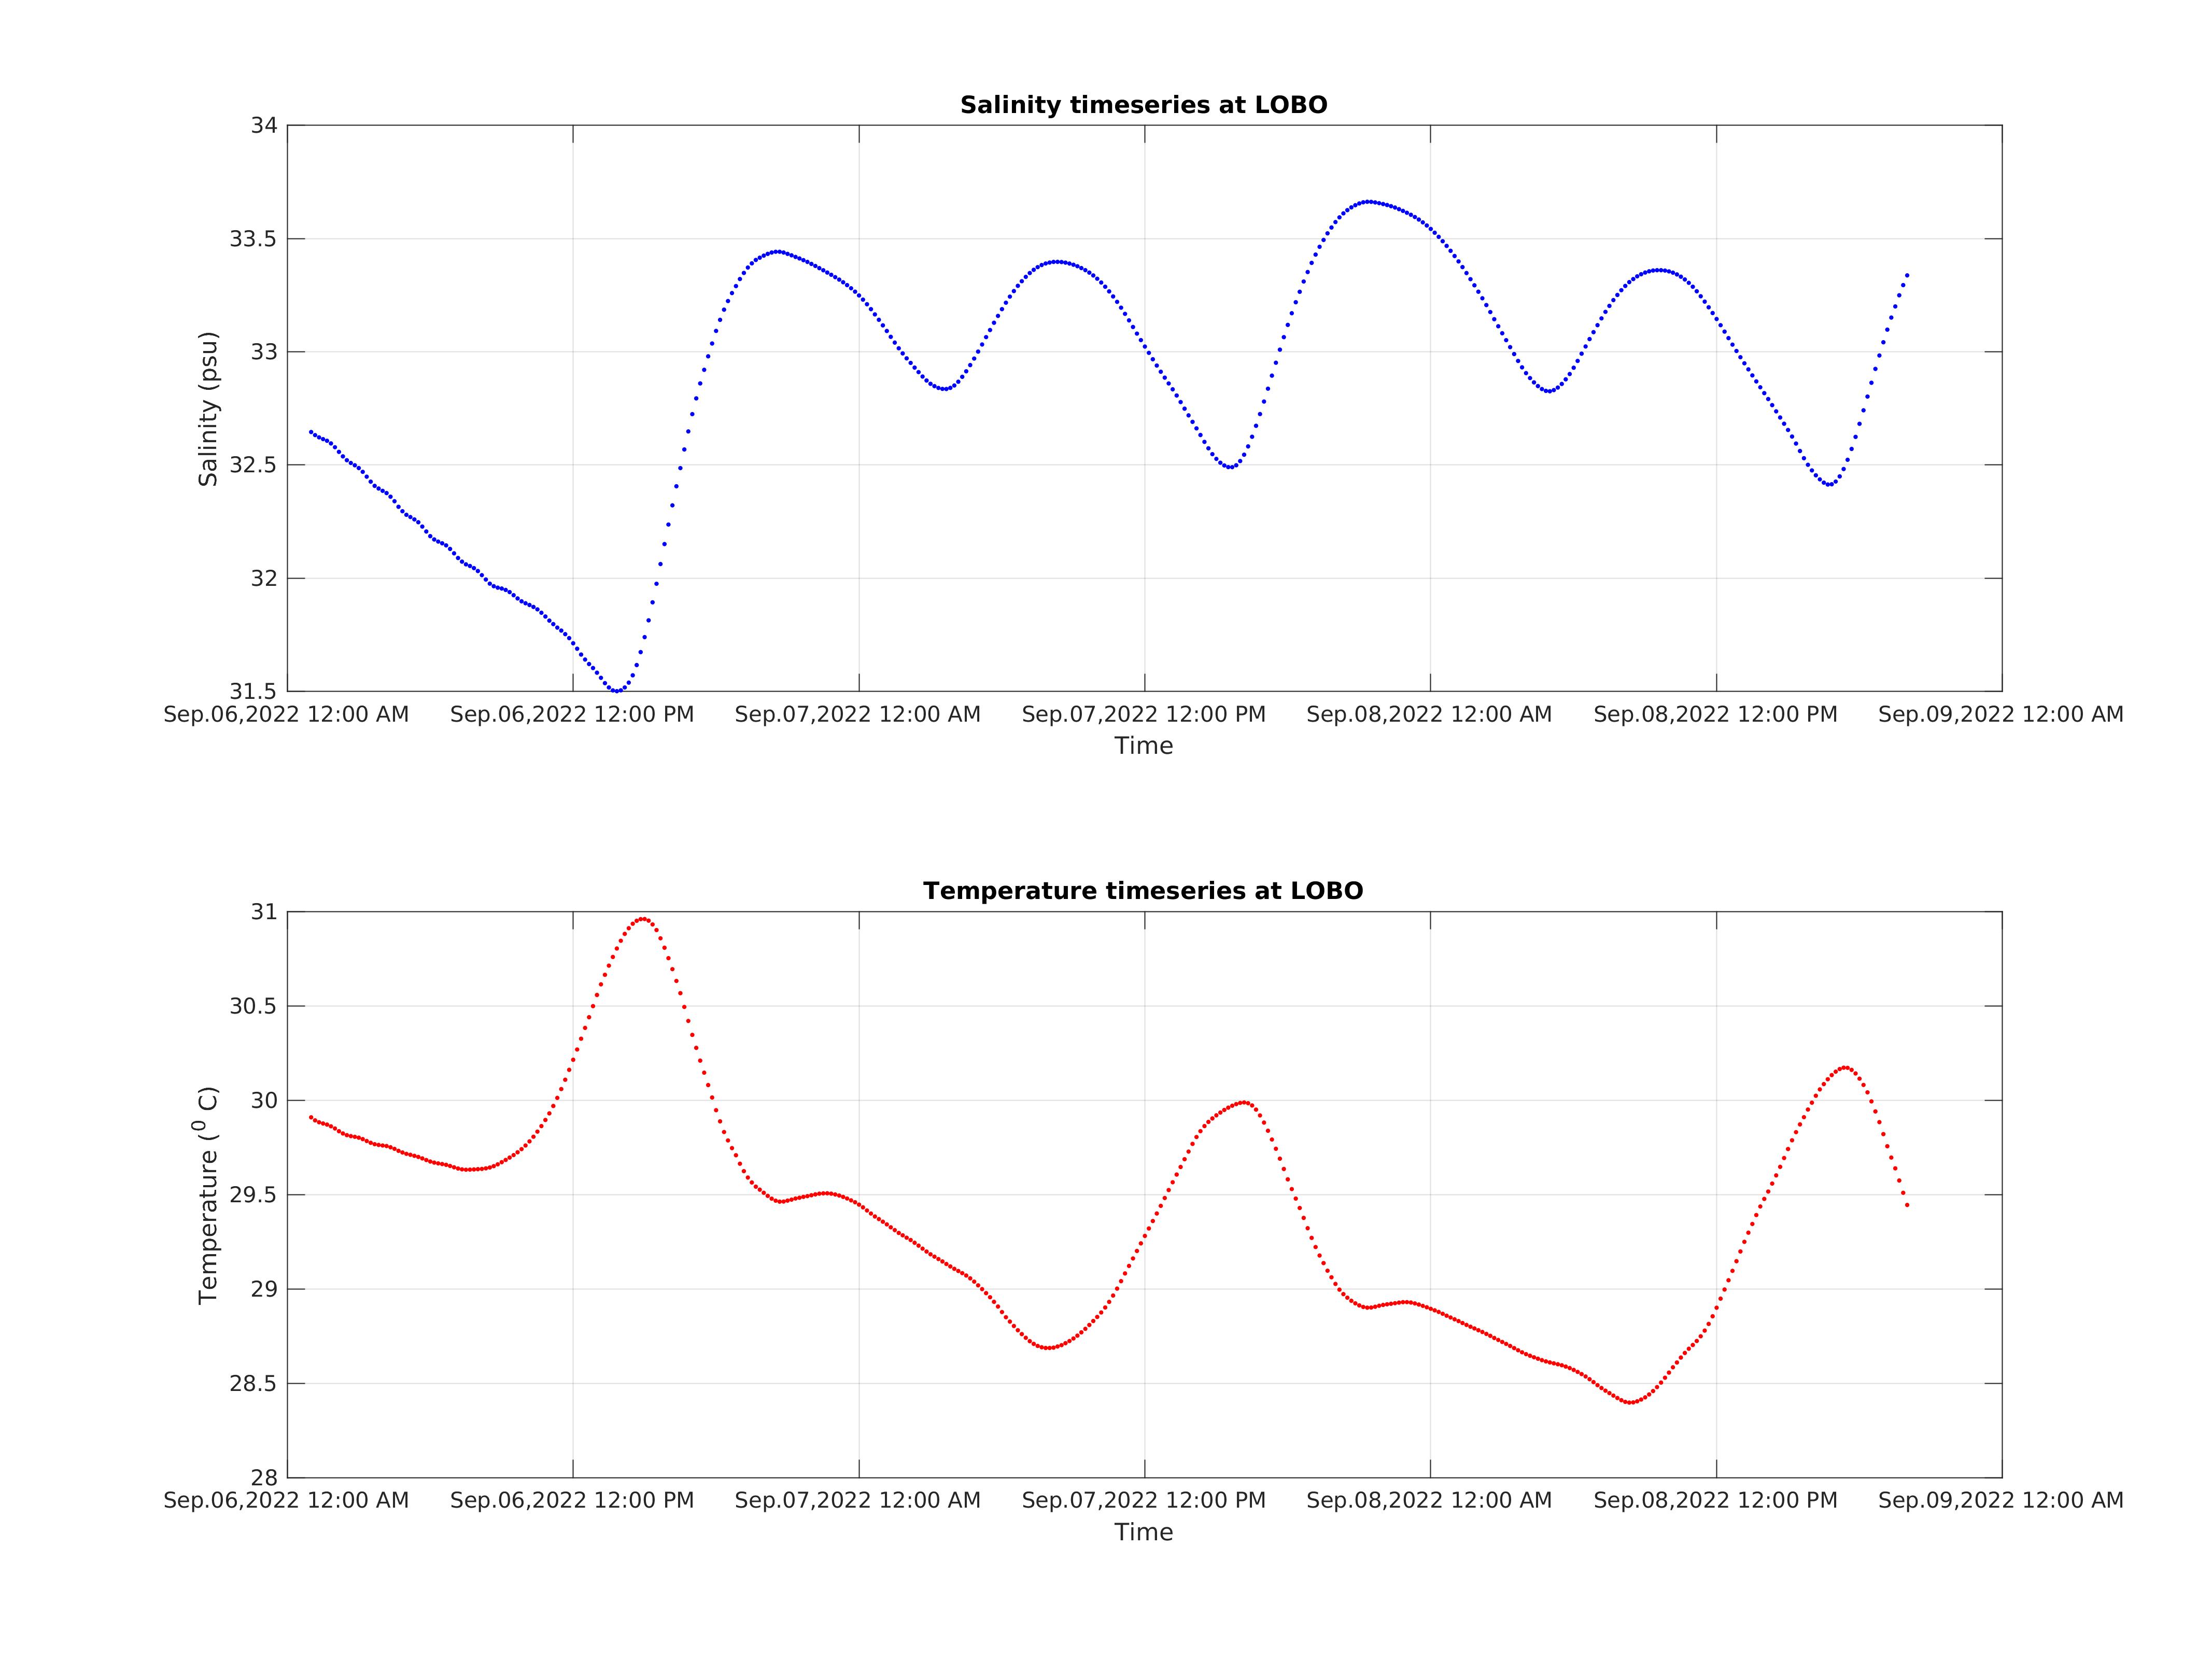 Salinity timeseries at LOBO
34
33.5
33
32.5
32
31.5
Salinity (psu)
Sep.06,2022 12:00 AM Sep.06,2022 12:00 PM Sep.07,2022 12:00 AM Sep.07,2022 12:00 PM Sep.08,2022 12:00 AM Sep.08,2022 12:00 PM Sep.09,2022 12:00 AM
Time
Temperature timeseries at LOBO
31
30.5
30
29.5
29
28.5
28
Temperature (⁰ C)
Sep.06,2022 12:00 AM Sep.06,2022 12:00 PM Sep.07,2022 12:00 AM Sep.07,2022 12:00 PM Sep.08,2022 12:00 AM Sep.08,2022 12:00 PM Sep.09,2022 12:00 AM
Time